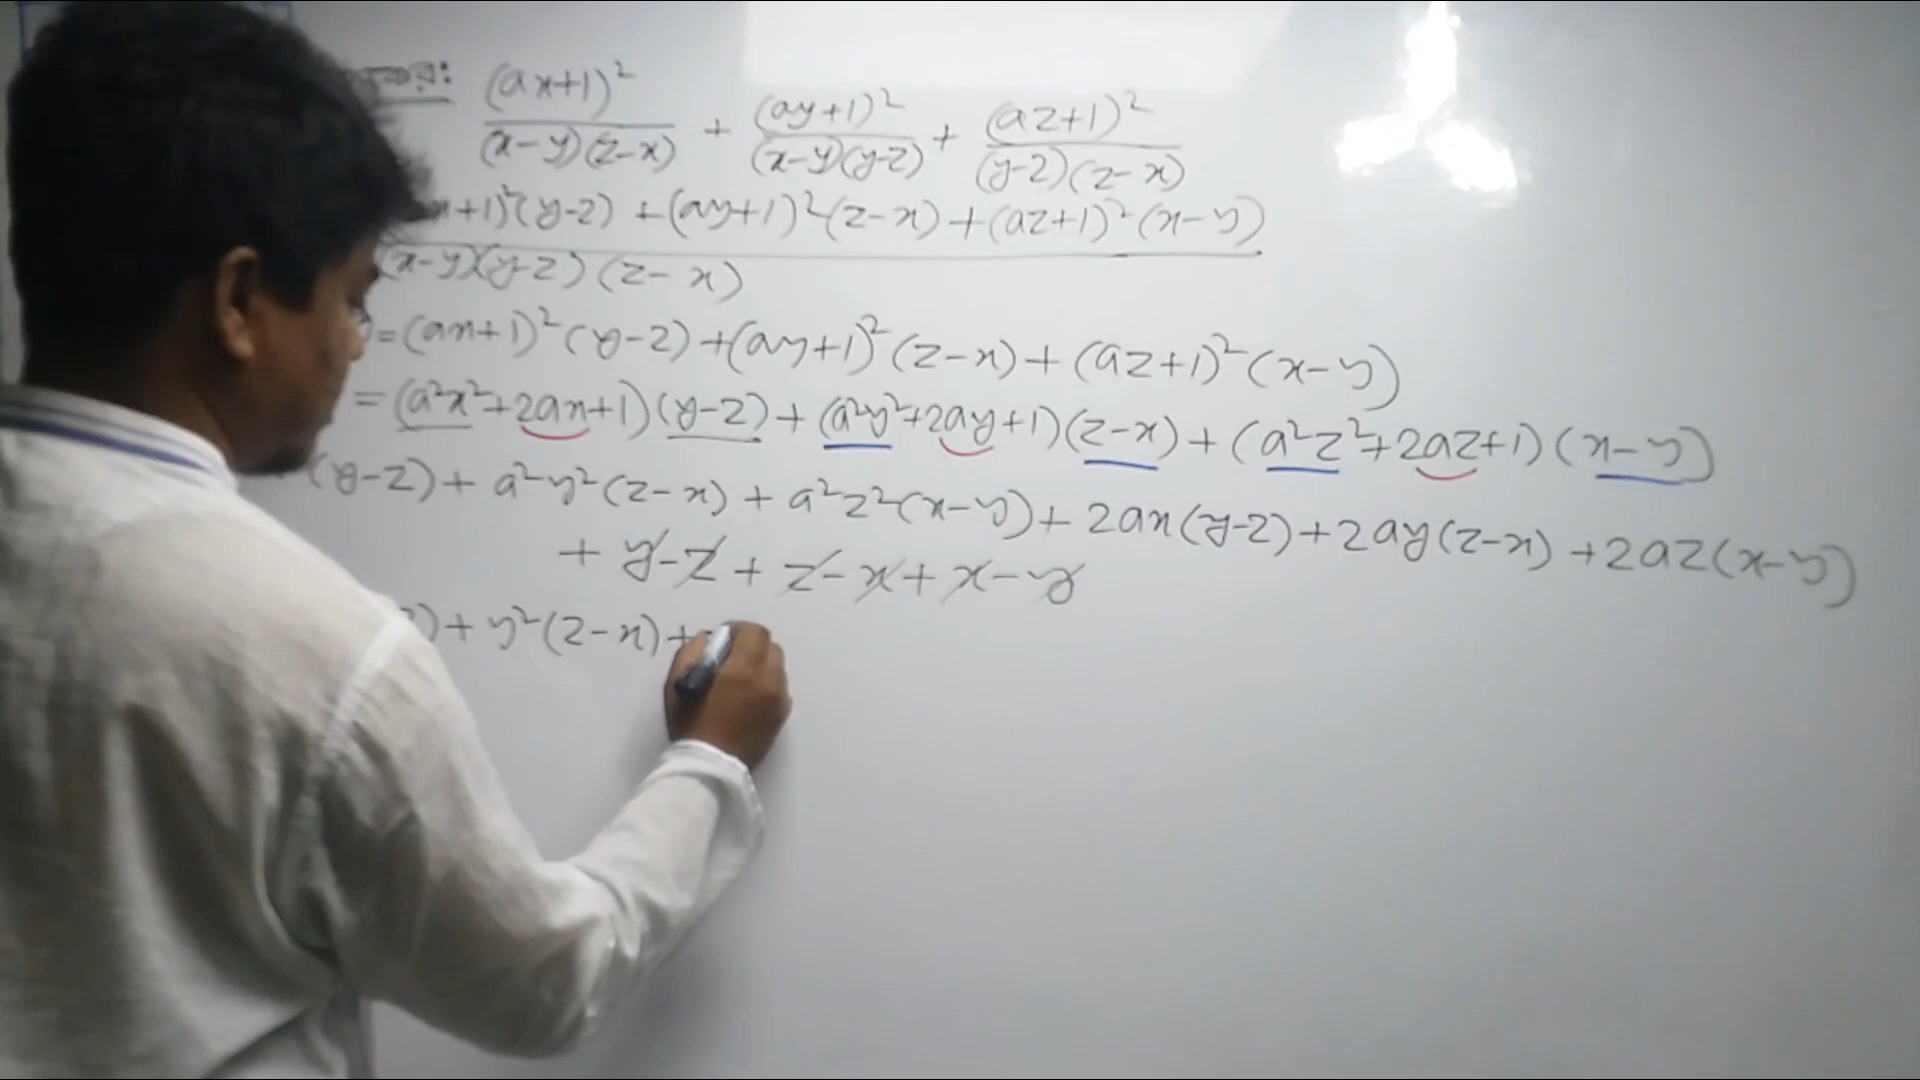 (ax+1)²/(x-y)(z-x) + (ay+1)²/(x-y)(y-z) + (az+1)²/(y-z)(z-x)
+1)²(y-z) + (ay+1)²(z-x) + (az+1)²(x-y)
(x-y)(y-z)(z-x)
=(ax+1)²(y-z) + (ay+1)²(z-x) + (az+1)²(x-y)
=(a²x²+2ax+1)(y-z) + (a²y²+2ay+1)(z-x) + (a²z²+2az+1)(x-y)
(y-z) + a²y²(z-x) + a²z²(x-y) + 2ax(y-z) + 2ay(z-x) + 2az(x-y)
+ y-z + z-x + x-y
) + y²(z-x) +